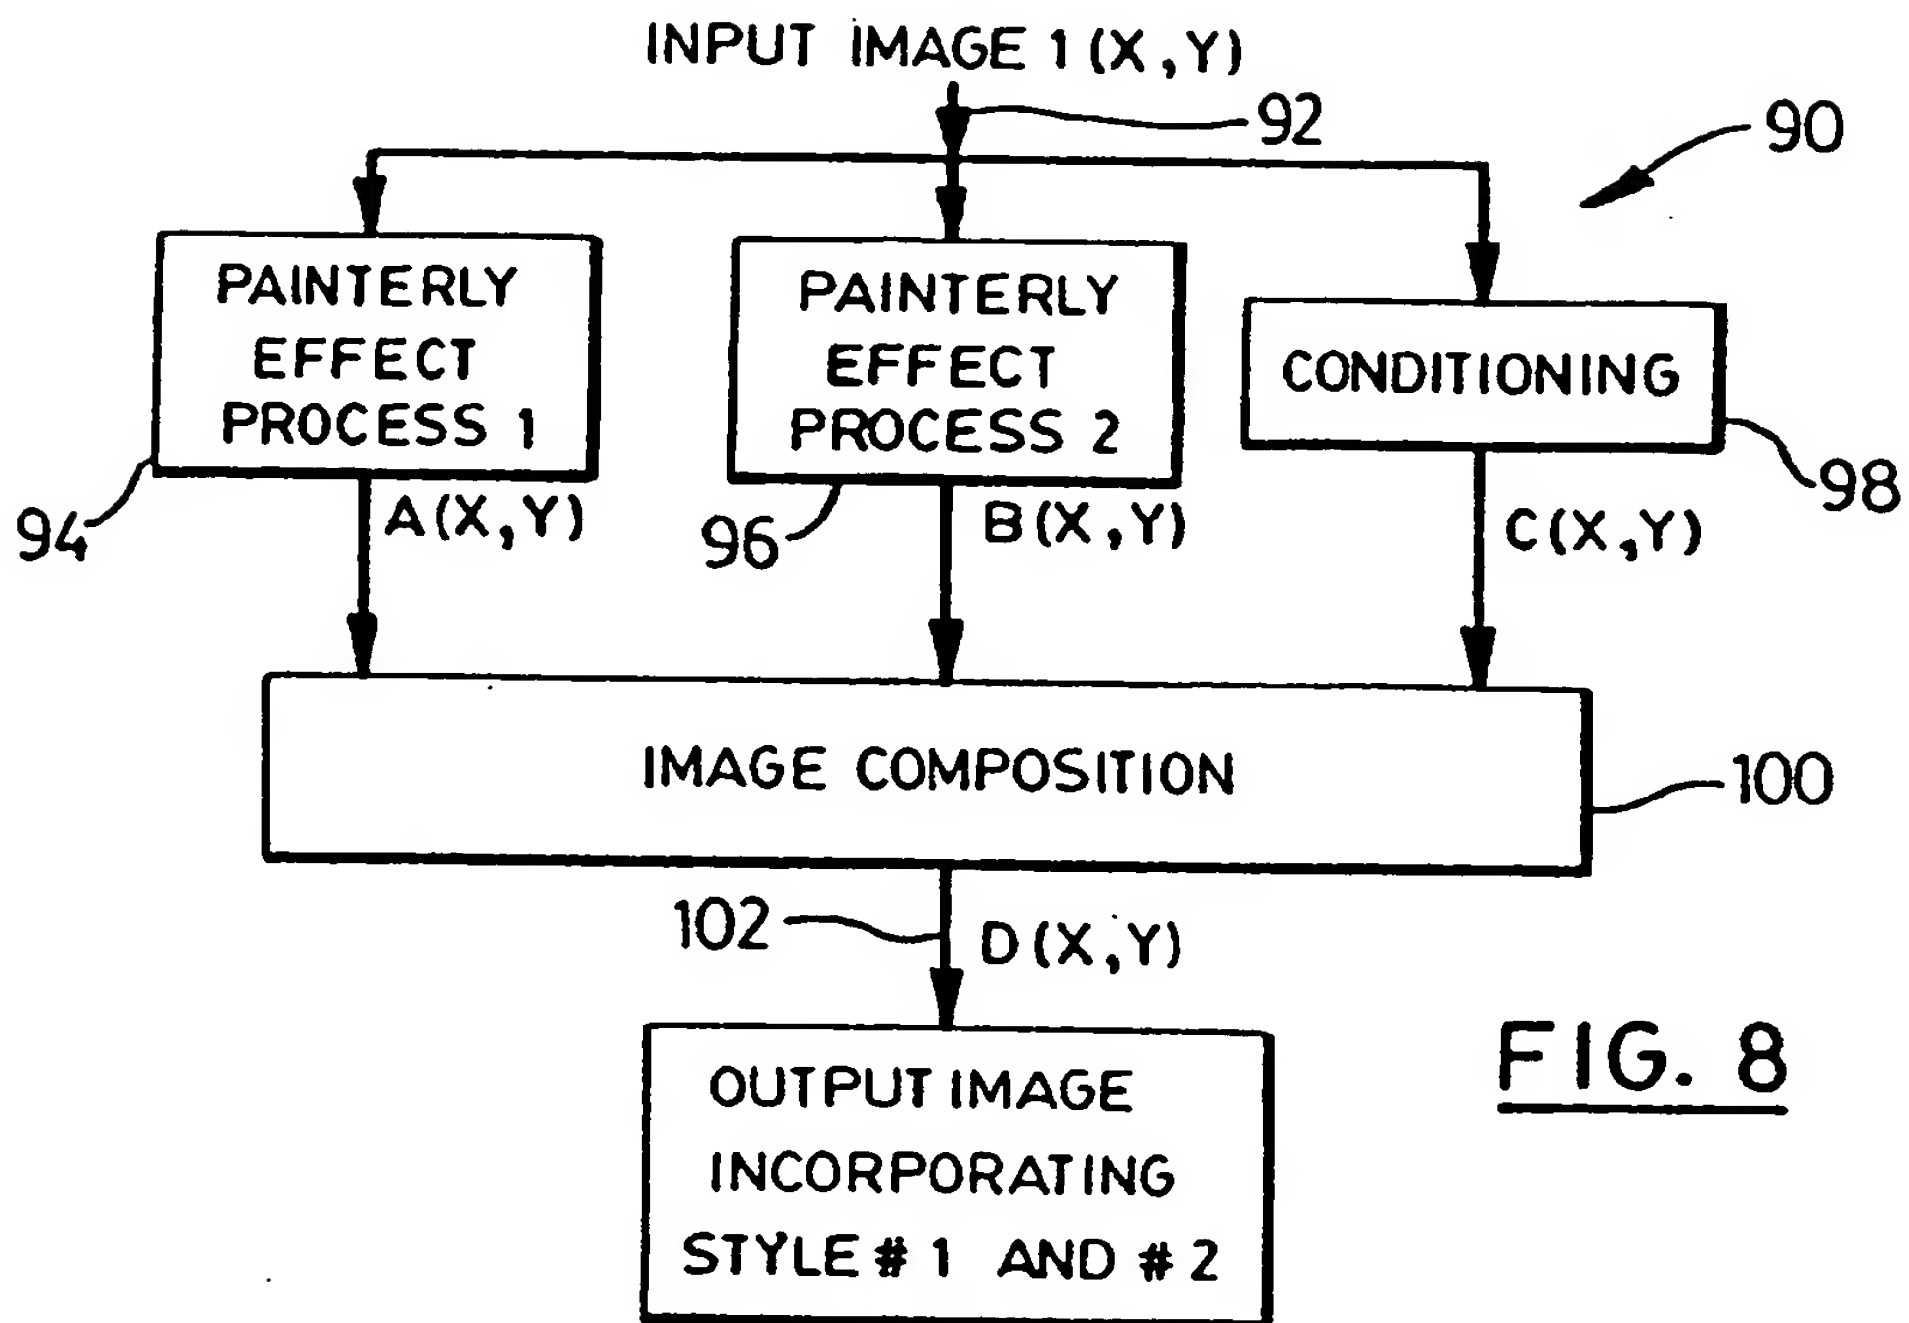 INPUT IMAGE 1 (X,Y)
92
90
PAINTERLY
EFFECT
PROCESS 1
PAINTERLY
EFFECT
PROCESS 2
CONDITIONING
94
A(X,Y)
96
B(X,Y)
C(X,Y)
98
IMAGE COMPOSITION
100
102
D(X,Y)
OUTPUT IMAGE
INCORPORATING
STYLE # 1 AND # 2
FIG. 8